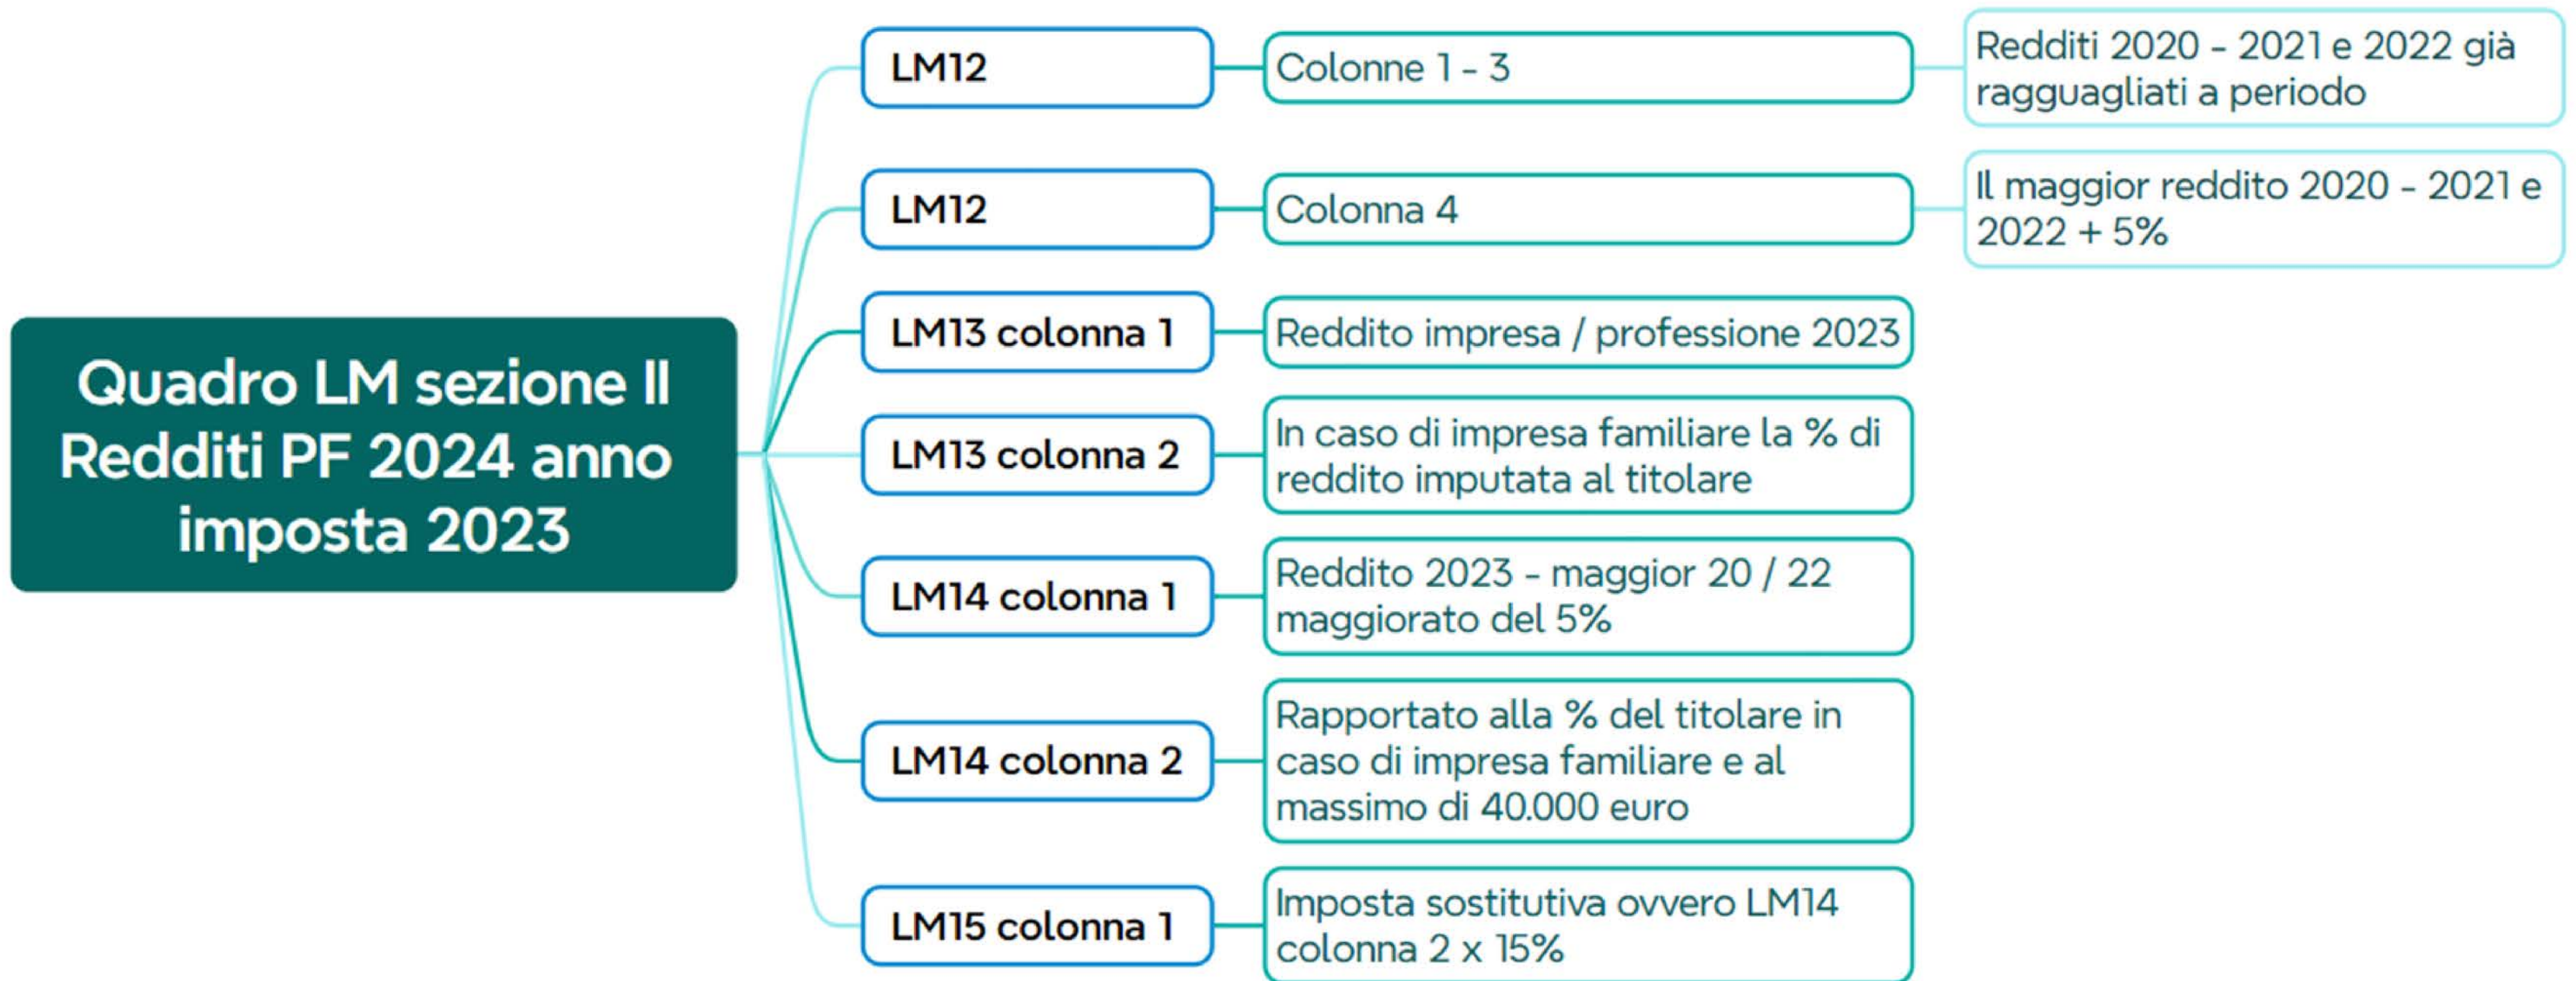 Quadro LM sezione II
Redditi PF 2024 anno
imposta 2023
LM12
Colonne 1 - 3
Redditi 2020 - 2021 e 2022 già
ragguagliati a periodo
LM12
Colonna 4
Il maggior reddito 2020 - 2021 e
2022 + 5%
LM13 colonna 1
Reddito impresa / professione 2023
LM13 colonna 2
In caso di impresa familiare la % di
reddito imputata al titolare
LM14 colonna 1
Reddito 2023 - maggior 20 / 22
maggiorato del 5%
LM14 colonna 2
Rapportato alla % del titolare in
caso di impresa familiare e al
massimo di 40.000 euro
LM15 colonna 1
Imposta sostitutiva ovvero LM14
colonna 2 x 15%